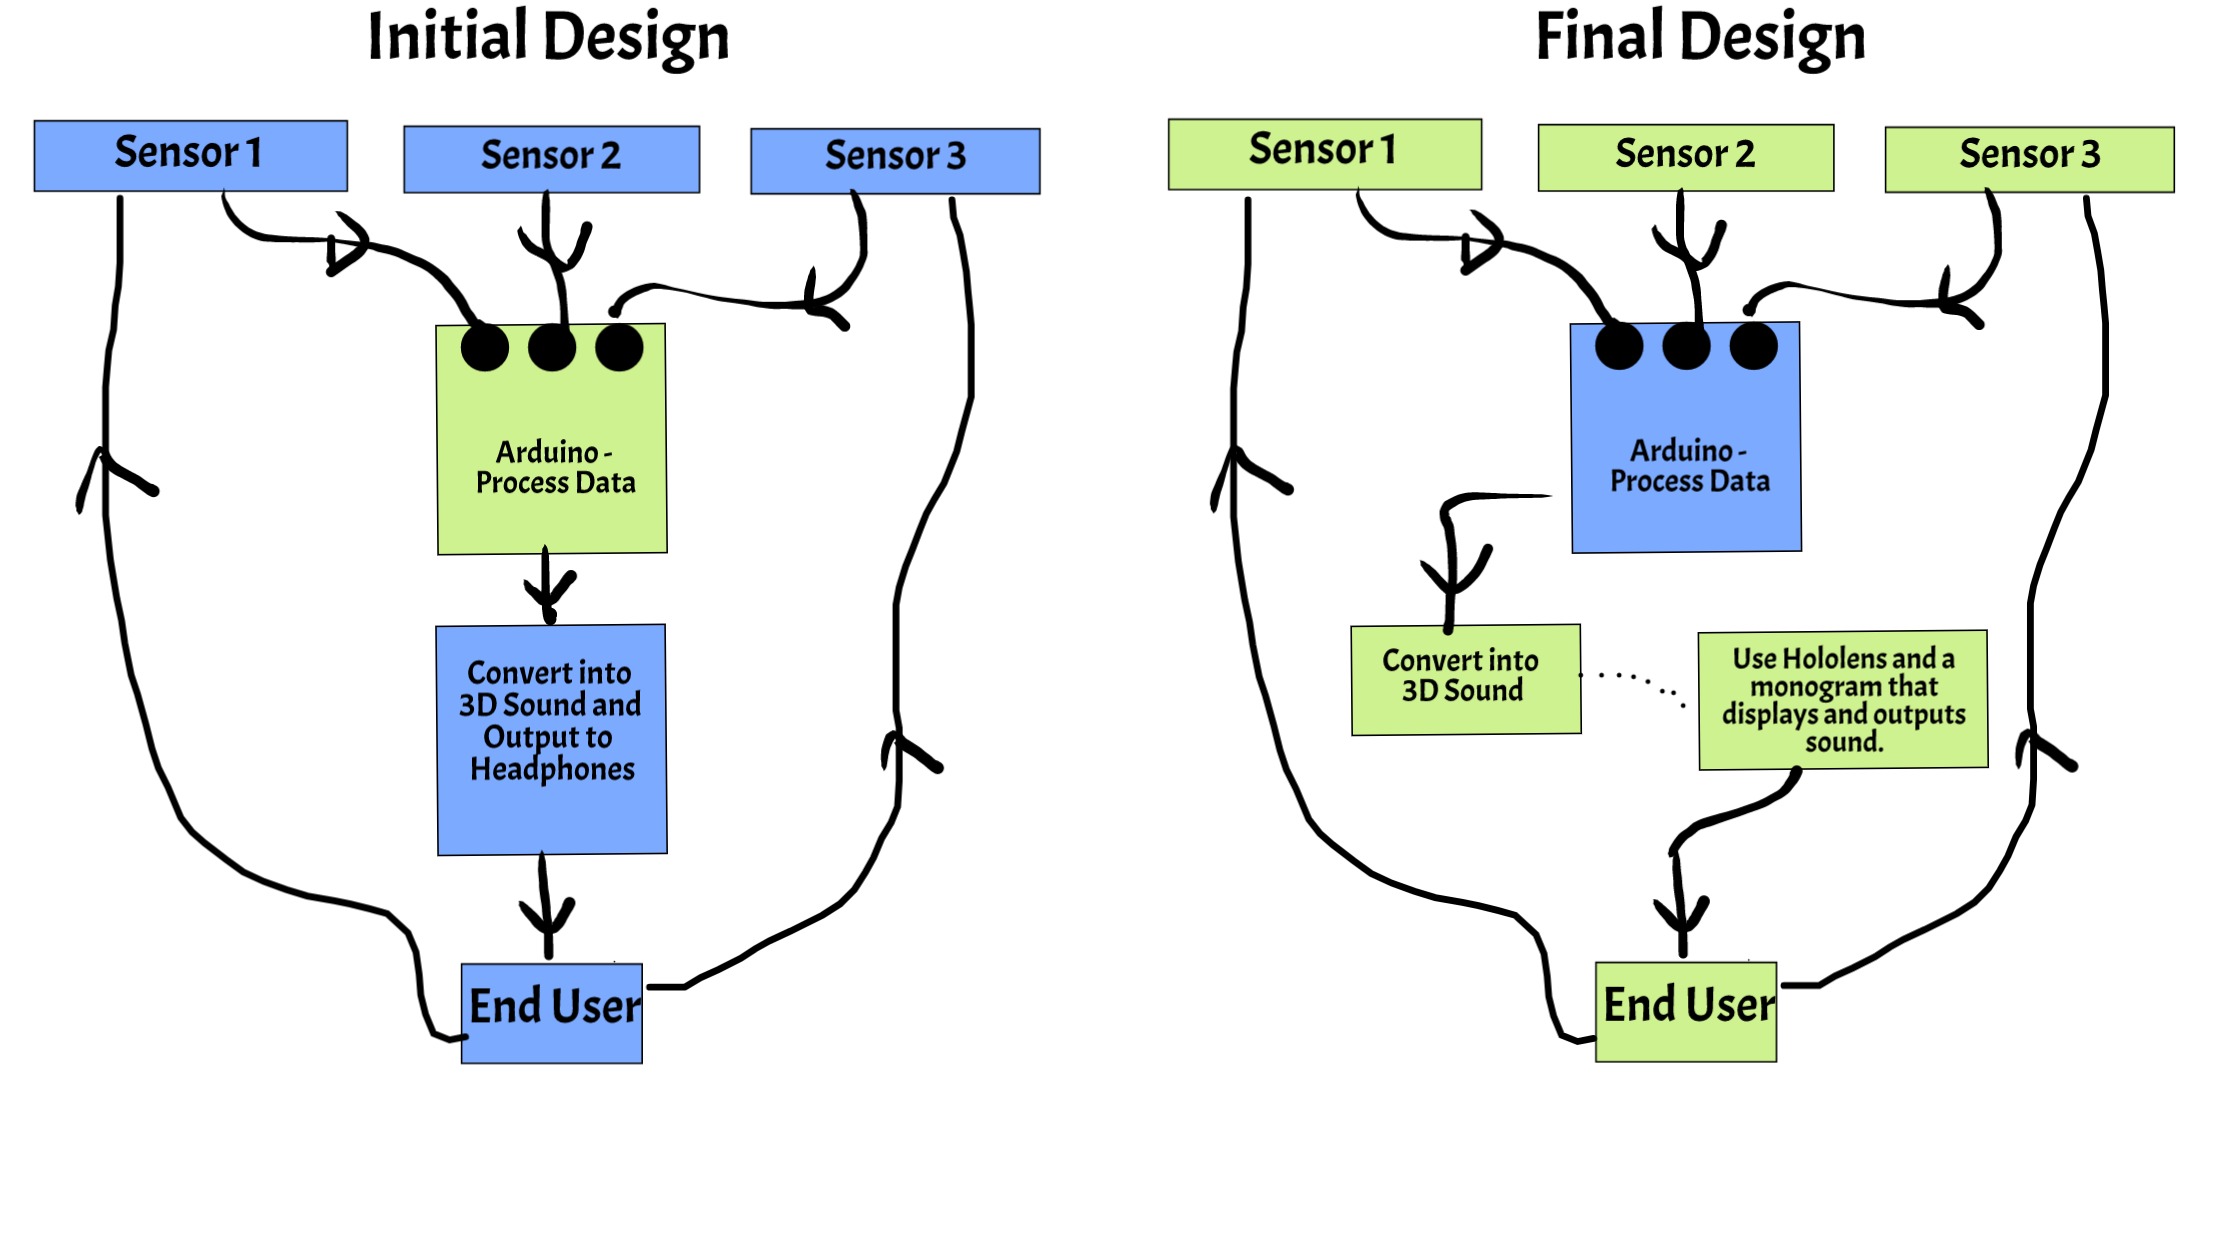 Initial Design
Sensor 1
Sensor 2
Sensor 3
Arduino -
Process Data
Convert into
3D Sound and
Output to
Headphones
End User
Final Design
Sensor 1
Sensor 2
Sensor 3
Arduino -
Process Data
Convert into
3D Sound
Use Hololens and a
monogram that
displays and outputs
sound.
End User